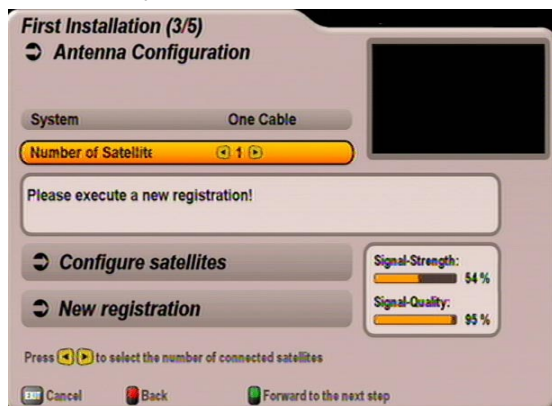 First Installation (3/5)
Antenna Configuration
System One Cable
Number of Satellite 1
Please execute a new registration!
Configure satellites
Signal-Strength:
54 %
New registration
Signal-Quality:
95 %
Press to select the number of connected satellites
EXIT Cancel Back Forward to the next step